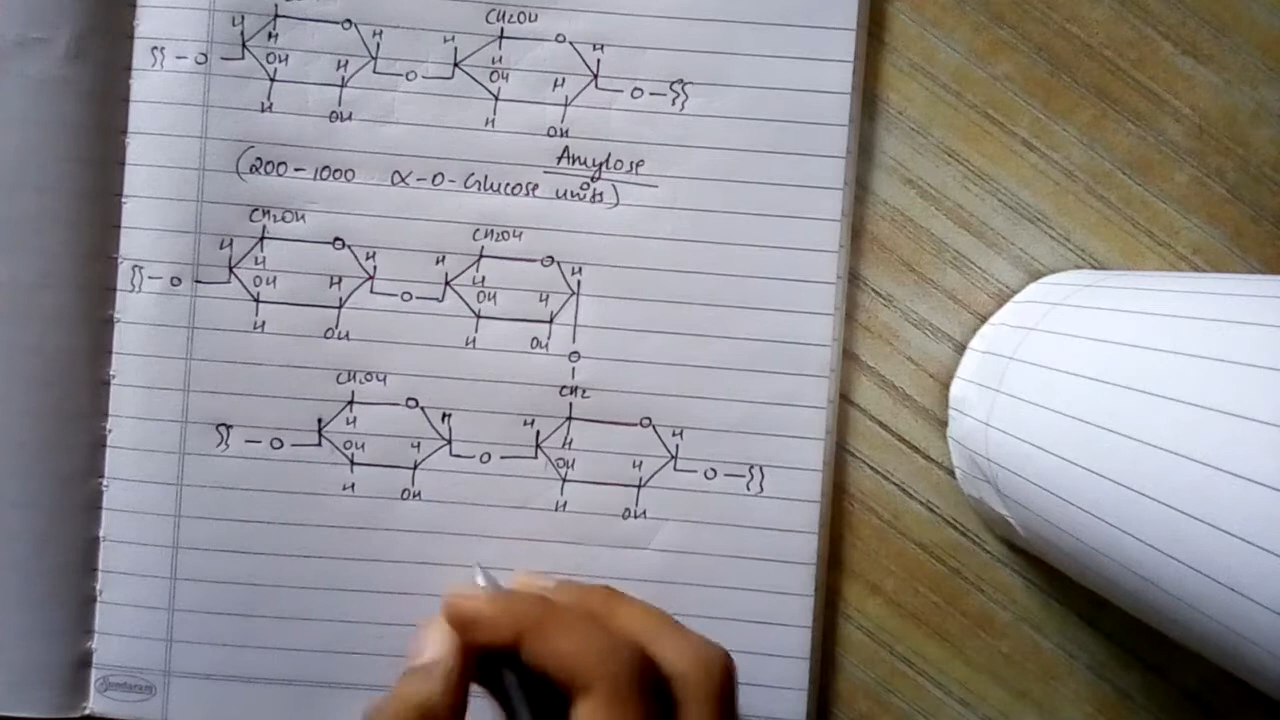 CH2OH
H O H H O H
H H
{{ - O OH H O OH H O - }}
H OH H OH
Amylose
(200-1000 α-D-Glucose units)
CH2OH CH2OH
H O H H O H
H H
{{ - O OH H O OH H
H OH H OH
O
CH2OH CH2
O H H O H
H H
{{ - O OH H O OH H O - }}
H OH H OH
Sundaram